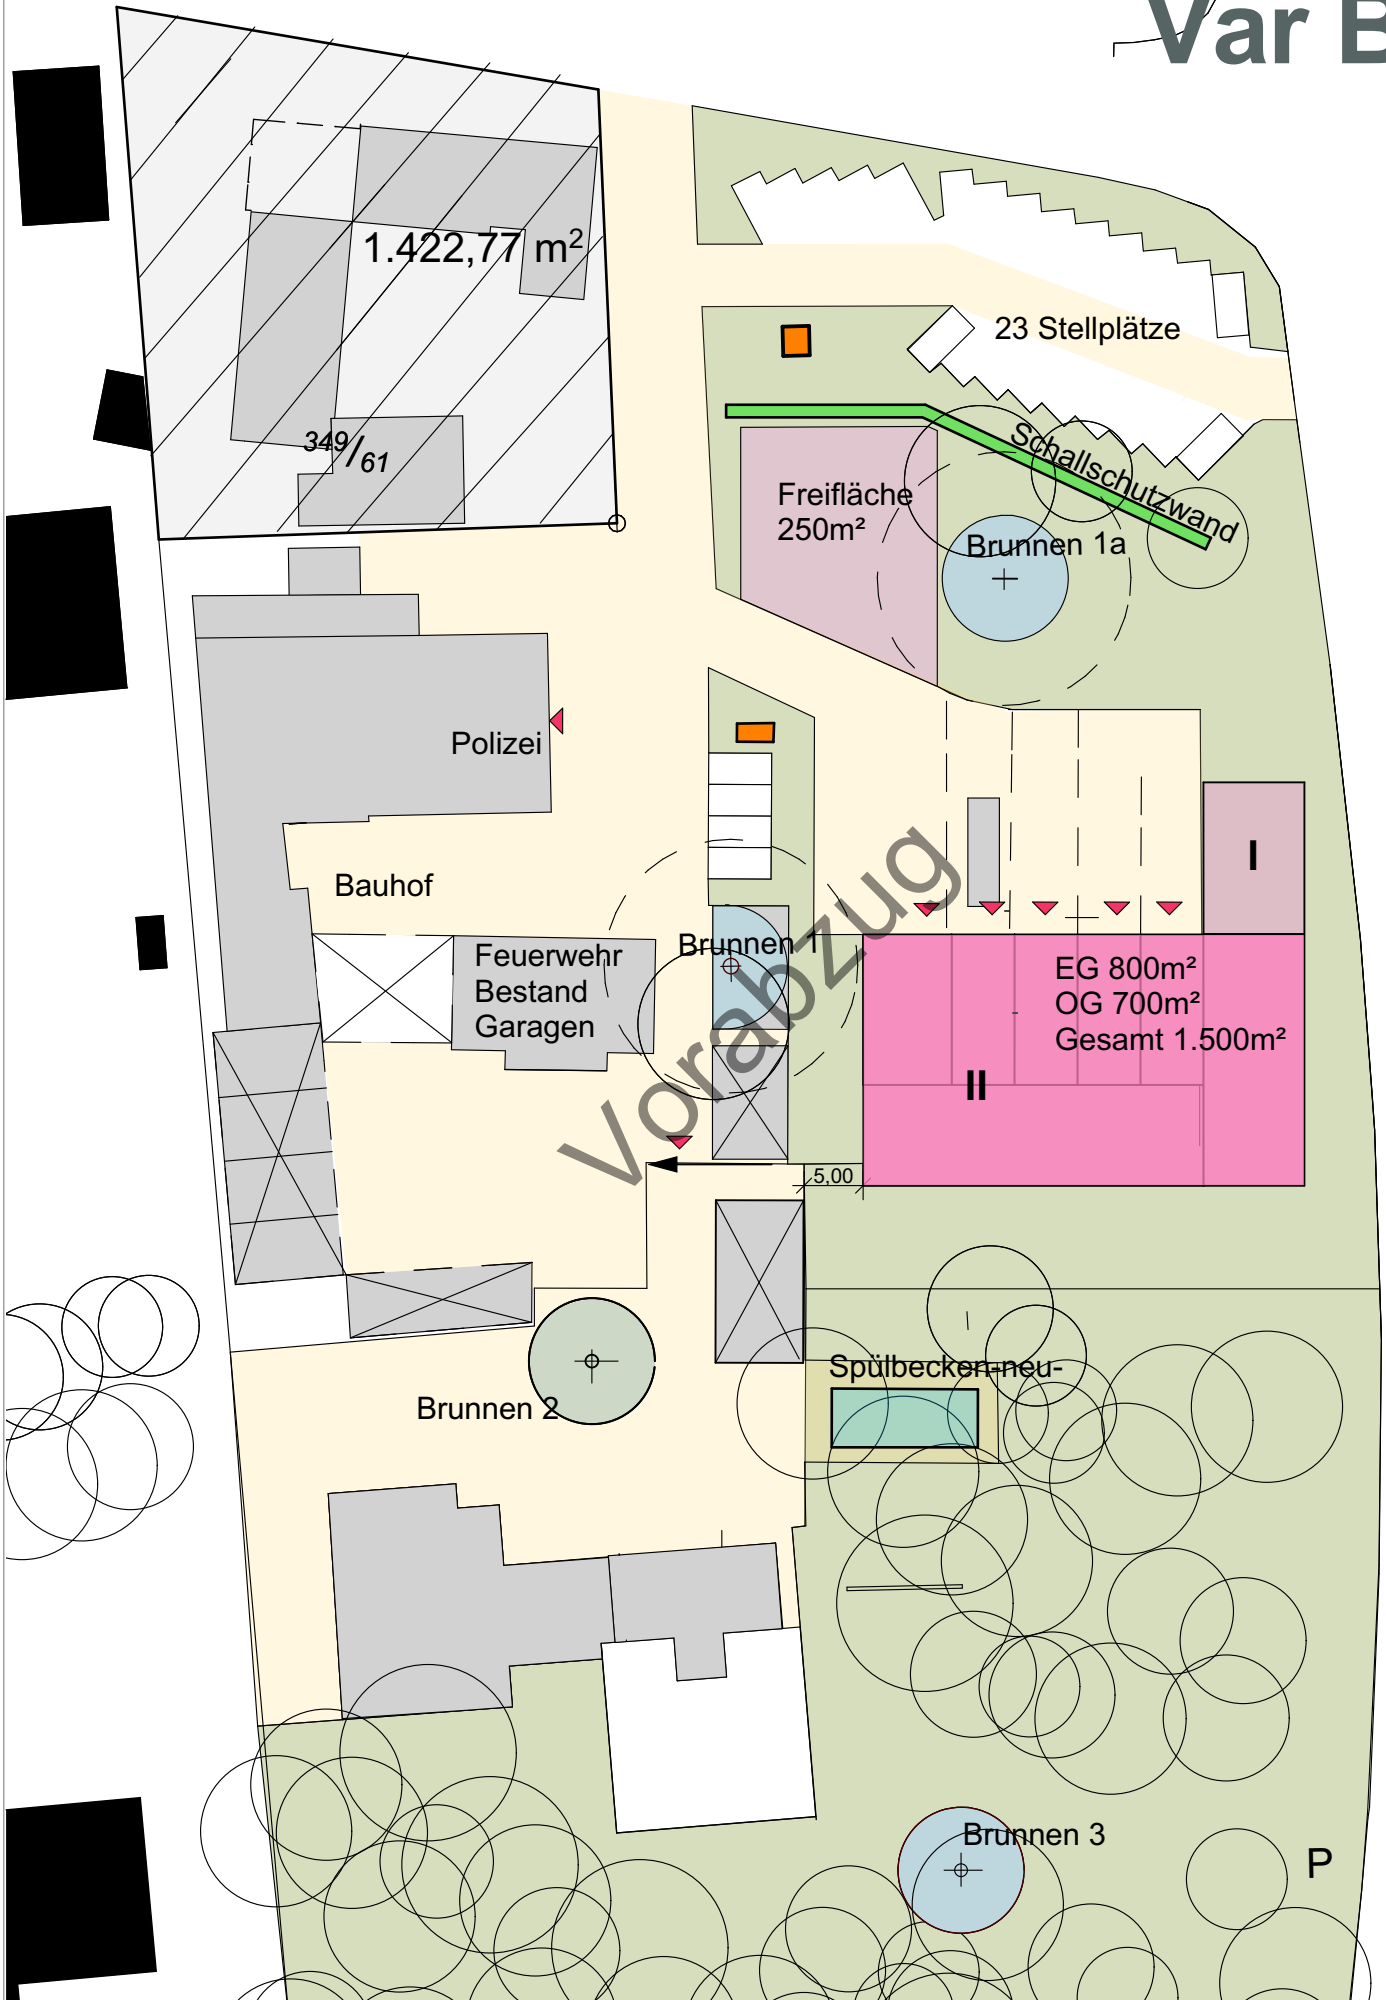 Var B
1.422,77 m²
23 Stellplätze
349/61
Schallschutzwand
Freifläche
250m²
Brunnen 1a
Polizei
I
Bauhof
Feuerwehr
Bestand
Garagen
Brunnen 1
EG 800m²
OG 700m²
Gesamt 1.500m²
II
Vorabzug
5,00
Spülbecken-neu-
Brunnen 2
Brunnen 3
P